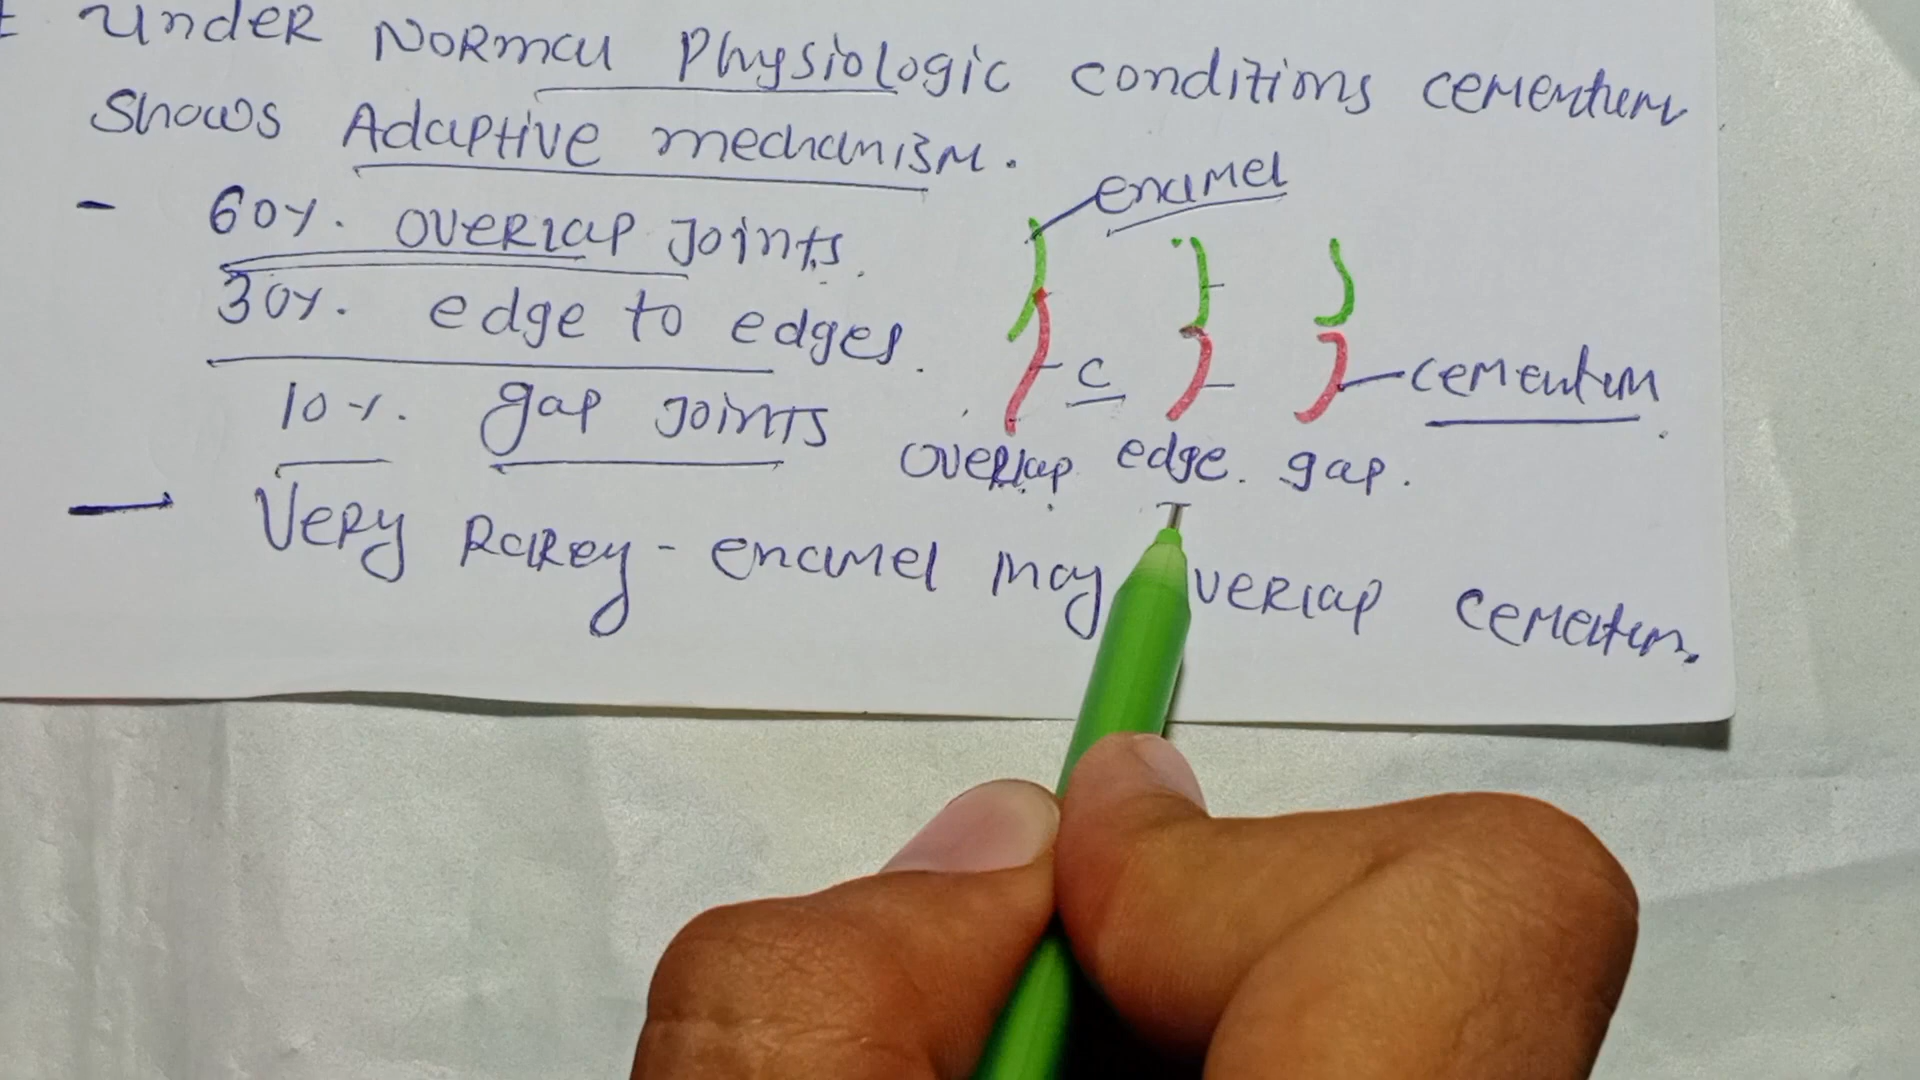 Under Normal Physiologic conditions cementum
Shows Adaptive mechanism.
- 60%. overlap Joints.
30%. edge to edges.
10%. gap Joints
enamel
C
cementum
overlap edge. gap.
Very Rarey - enamel may overlap cementum.